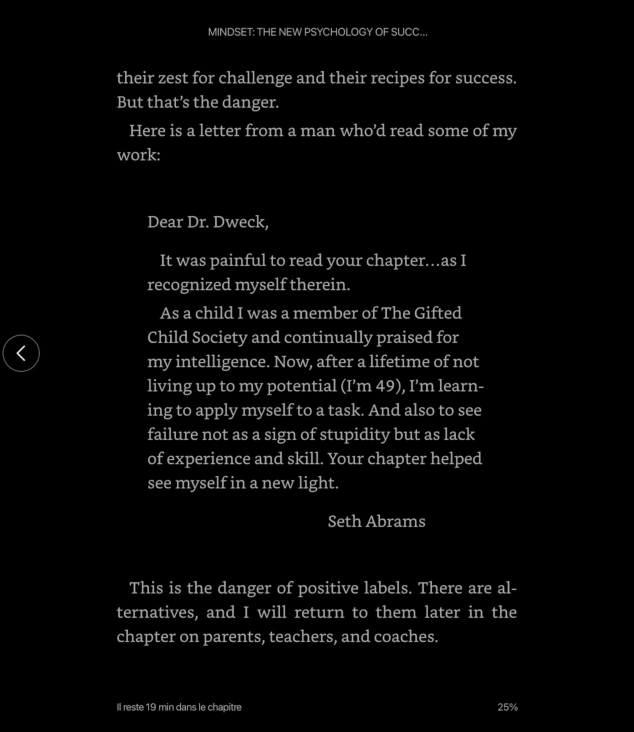 MINDSET: THE NEW PSYCHOLOGY OF SUCC...
their zest for challenge and their recipes for success.
But that’s the danger.
Here is a letter from a man who’d read some of my
work:
Dear Dr. Dweck,
It was painful to read your chapter…as I
recognized myself therein.
As a child I was a member of The Gifted
Child Society and continually praised for
my intelligence. Now, after a lifetime of not
living up to my potential (I’m 49), I’m learn-
ing to apply myself to a task. And also to see
failure not as a sign of stupidity but as lack
of experience and skill. Your chapter helped
see myself in a new light.
Seth Abrams
This is the danger of positive labels. There are al-
ternatives, and I will return to them later in the
chapter on parents, teachers, and coaches.
Il reste 19 min dans le chapitre
25%